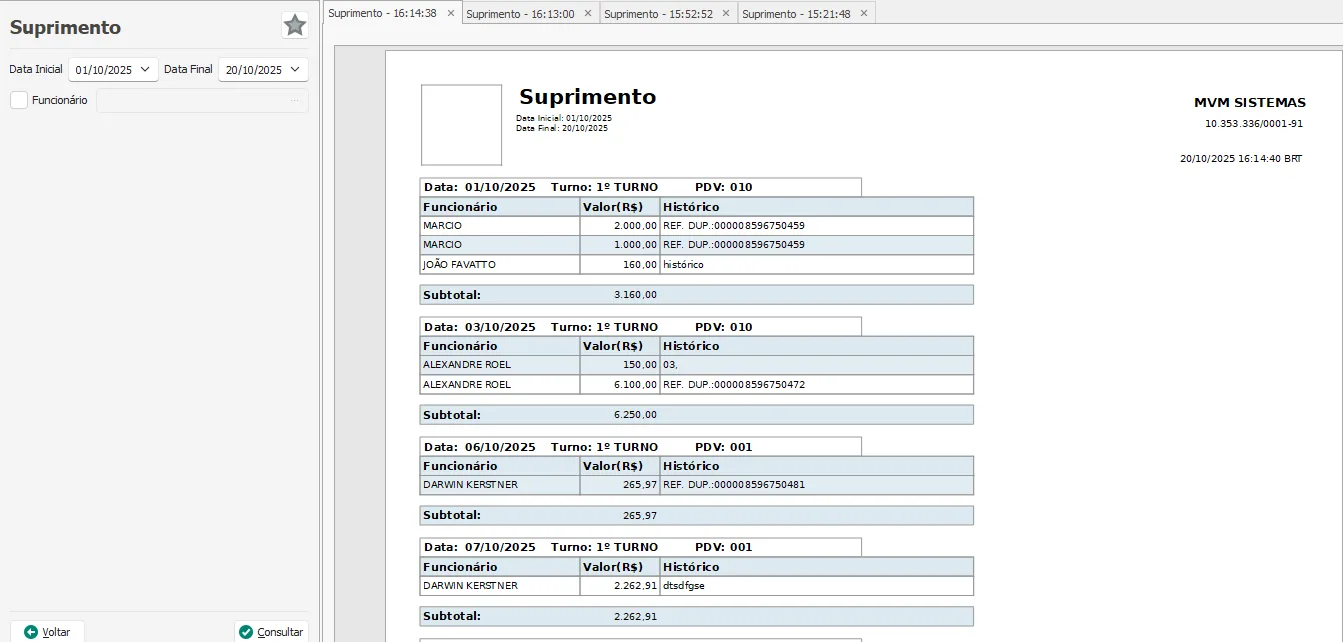 Suprimento
Data Inicial 01/10/2025 Data Final 20/10/2025
Funcionário ...
Voltar Consultar
Suprimento - 16:14:38 × Suprimento - 16:13:00 × Suprimento - 15:52:52 × Suprimento - 15:21:48 ×
Suprimento
Data Inicial: 01/10/2025
Data Final: 20/10/2025
MVM SISTEMAS
10.353.336/0001-91
20/10/2025 16:14:40 BRT
Data: 01/10/2025 Turno: 1º TURNO PDV: 010
Funcionário Valor(R$) Histórico
MARCIO 2.000,00 REF. DUP.:000008596750459
MARCIO 1.000,00 REF. DUP.:000008596750459
JOÃO FAVATTO 160,00 histórico
Subtotal: 3.160,00
Data: 03/10/2025 Turno: 1º TURNO PDV: 010
Funcionário Valor(R$) Histórico
ALEXANDRE ROEL 150,00 03,
ALEXANDRE ROEL 6.100,00 REF. DUP.:000008596750472
Subtotal: 6.250,00
Data: 06/10/2025 Turno: 1º TURNO PDV: 001
Funcionário Valor(R$) Histórico
DARWIN KERSTNER 265,97 REF. DUP.:000008596750481
Subtotal: 265,97
Data: 07/10/2025 Turno: 1º TURNO PDV: 001
Funcionário Valor(R$) Histórico
DARWIN KERSTNER 2.262,91 dtsdfgse
Subtotal: 2.262,91